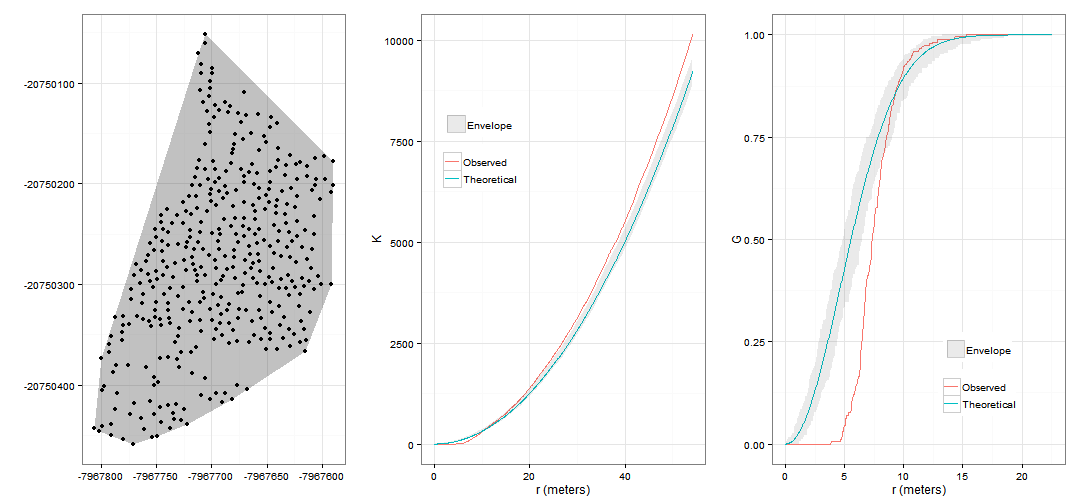 -20750100
-20750200
-20750300
-20750400
-7967800
-7967750
-7967700
-7967650
-7967600
K
10000
7500
5000
2500
0
Envelope
Observed
Theoretical
0
20
40
r (meters)
G
1.00
0.75
0.50
0.25
0.00
Envelope
Observed
Theoretical
0
5
10
15
20
r (meters)